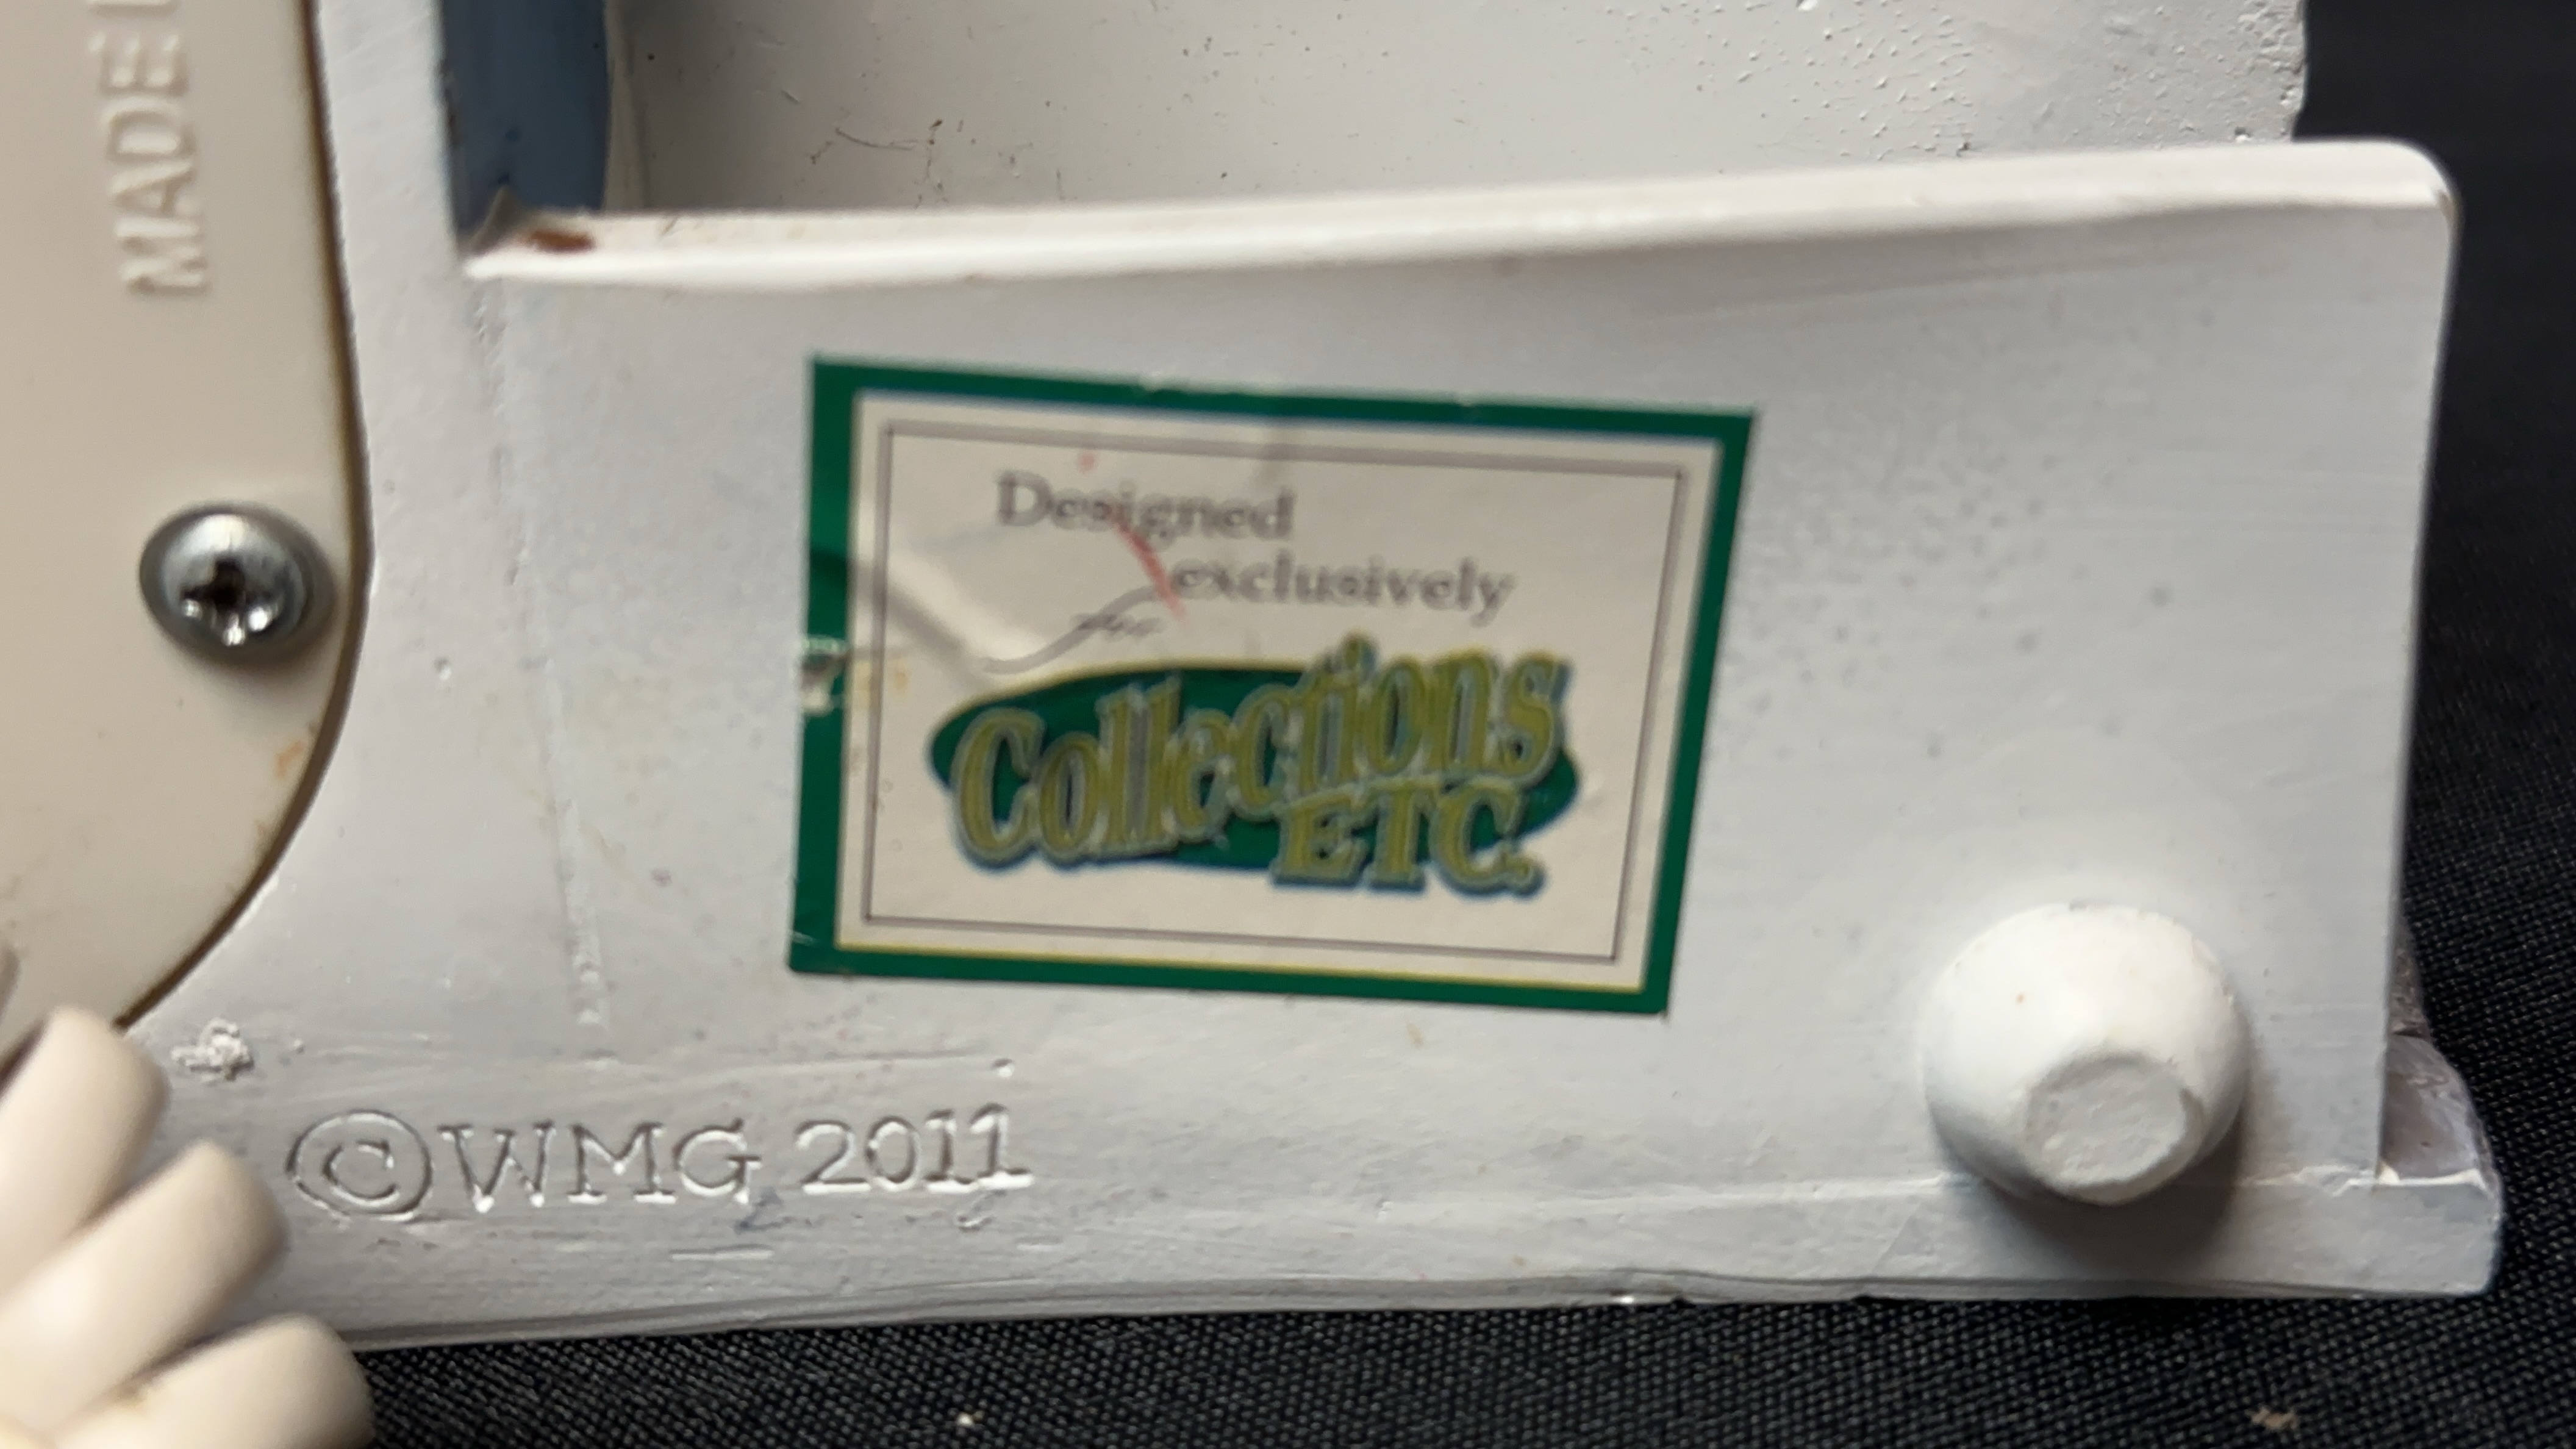 MADE
Designed
exclusively
for
Collections
ETC.
©WMG 2011